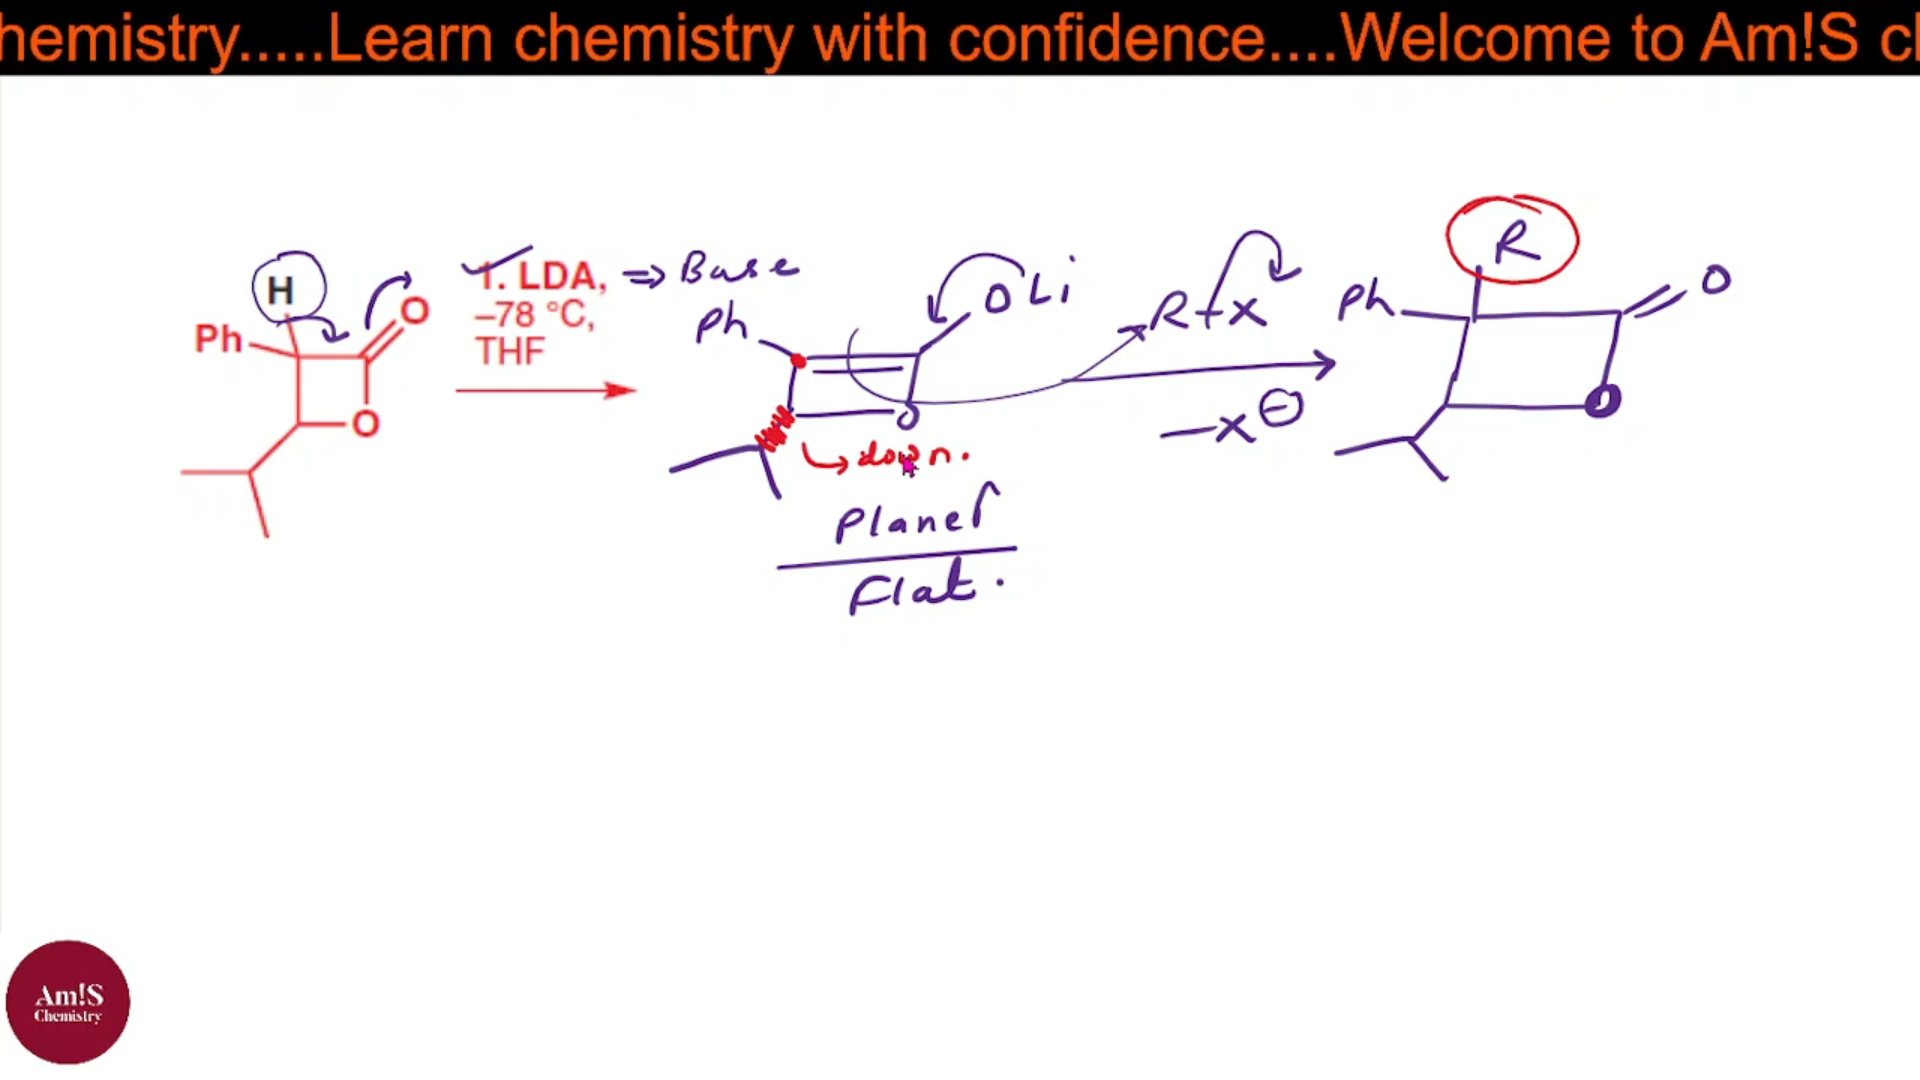 hemistry.....Learn chemistry with confidence....Welcome to Am!S c
H
Ph
O
O
1. LDA, ⇒ Base
–78 °C,
THF
Ph
OLi
O
↳ down.
Planer
Flat.
R+X
–X⊖
R
Ph
O
O
Am!S
Chemistry